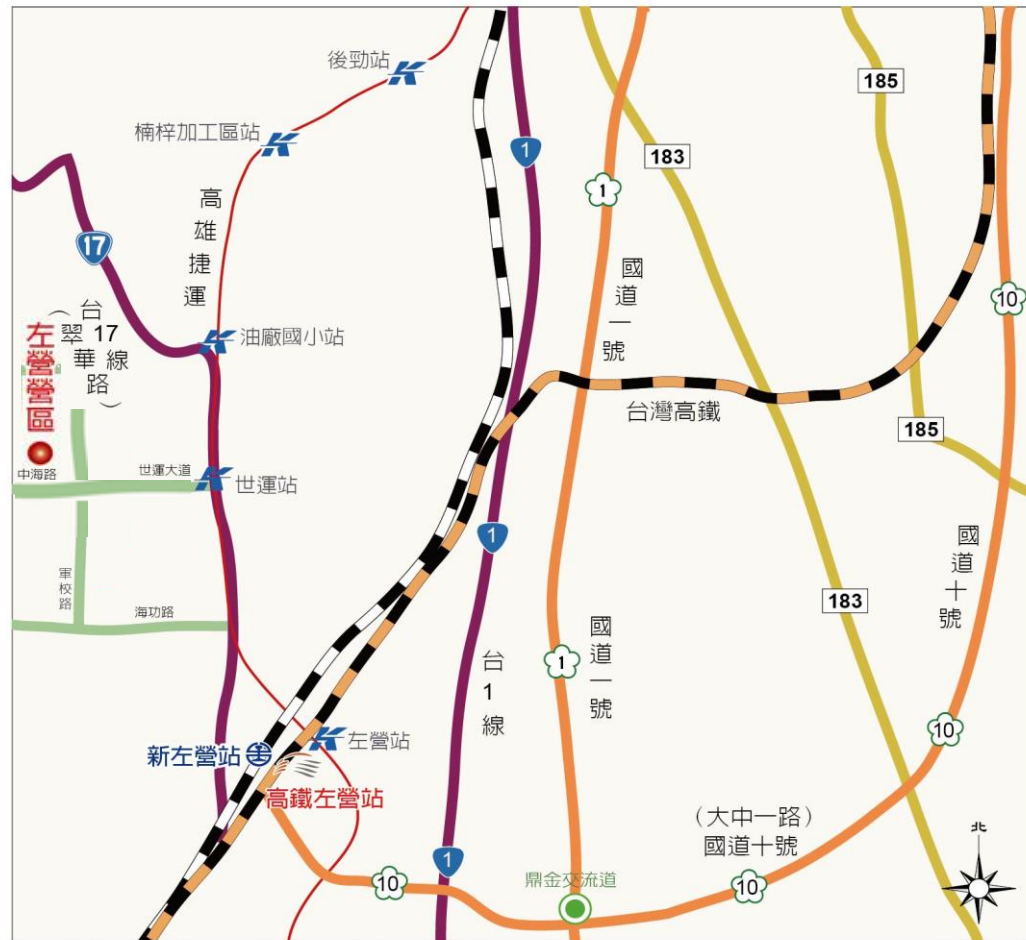 後勁站
楠梓加工區站
高雄捷運
17
台17線
（翠華路）
左營營區
油廠國小站
中海路
世運大道
世運站
軍校路
海功路
新左營站
左營站
高鐵左營站
1
1
國道一號
183
185
185
10
台灣高鐵
1
國道十號
183
台1線
1
國道一號
10
（大中一路）
國道十號
1
10
鼎金交流道
10
北